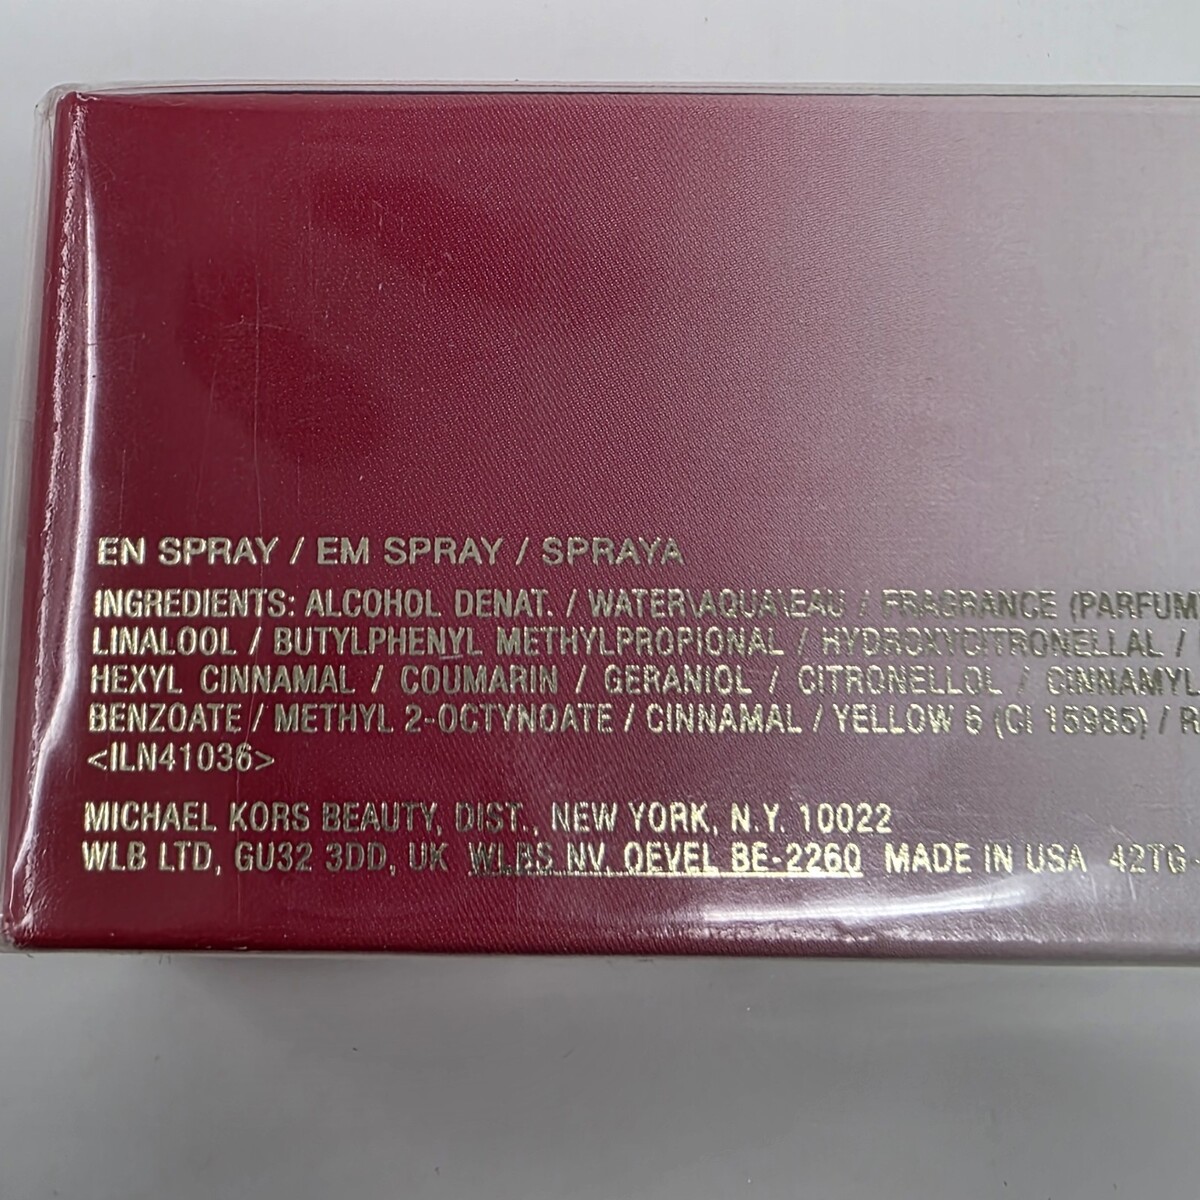 EN SPRAY / EM SPRAY / SPRAYA
INGREDIENTS: ALCOHOL DENAT. / WATER\AQUA\EAU / FRAGRANCE (PARFUM
LINALOOL / BUTYLPHENYL METHYLPROPIONAL / HYDROXYCITRONELLAL /
HEXYL CINNAMAL / COUMARIN / GERANIOL / CITRONELLOL / CINNAMYL
BENZOATE / METHYL 2-OCTYNOATE / CINNAMAL / YELLOW 6 (CI 15985) / R
<ILN41036>
MICHAEL KORS BEAUTY, DIST., NEW YORK, N.Y. 10022
WLB LTD, GU32 3DD, UK WLBS NV. OEVEL BE-2260 MADE IN USA 42TG